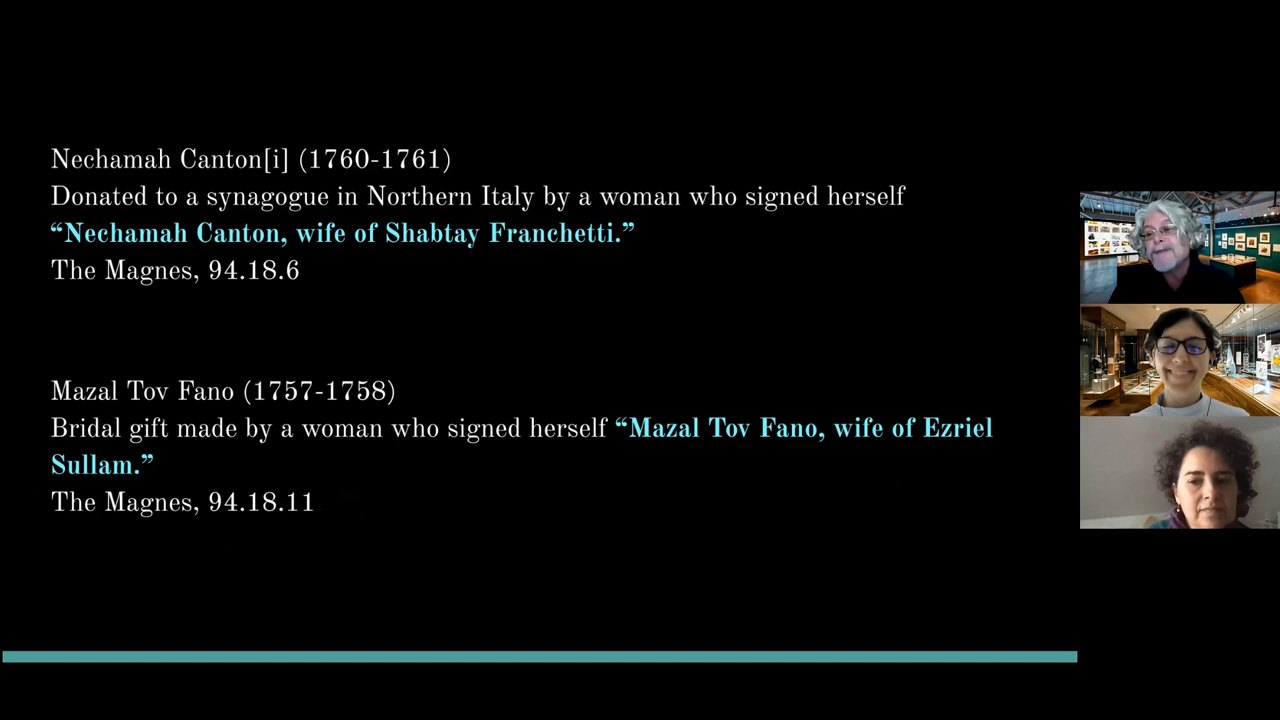 Nechamah Canton[i] (1760-1761)
Donated to a synagogue in Northern Italy by a woman who signed herself
“Nechamah Canton, wife of Shabtay Franchetti.”
The Magnes, 94.18.6
Mazal Tov Fano (1757-1758)
Bridal gift made by a woman who signed herself “Mazal Tov Fano, wife of Ezriel
Sullam.”
The Magnes, 94.18.11